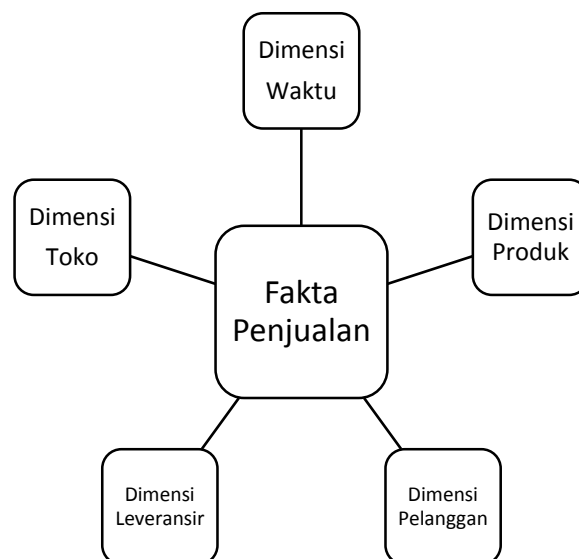 Dimensi
Waktu
Dimensi
Toko
Dimensi
Produk
Fakta
Penjualan
Dimensi
Leveransir
Dimensi
Pelanggan